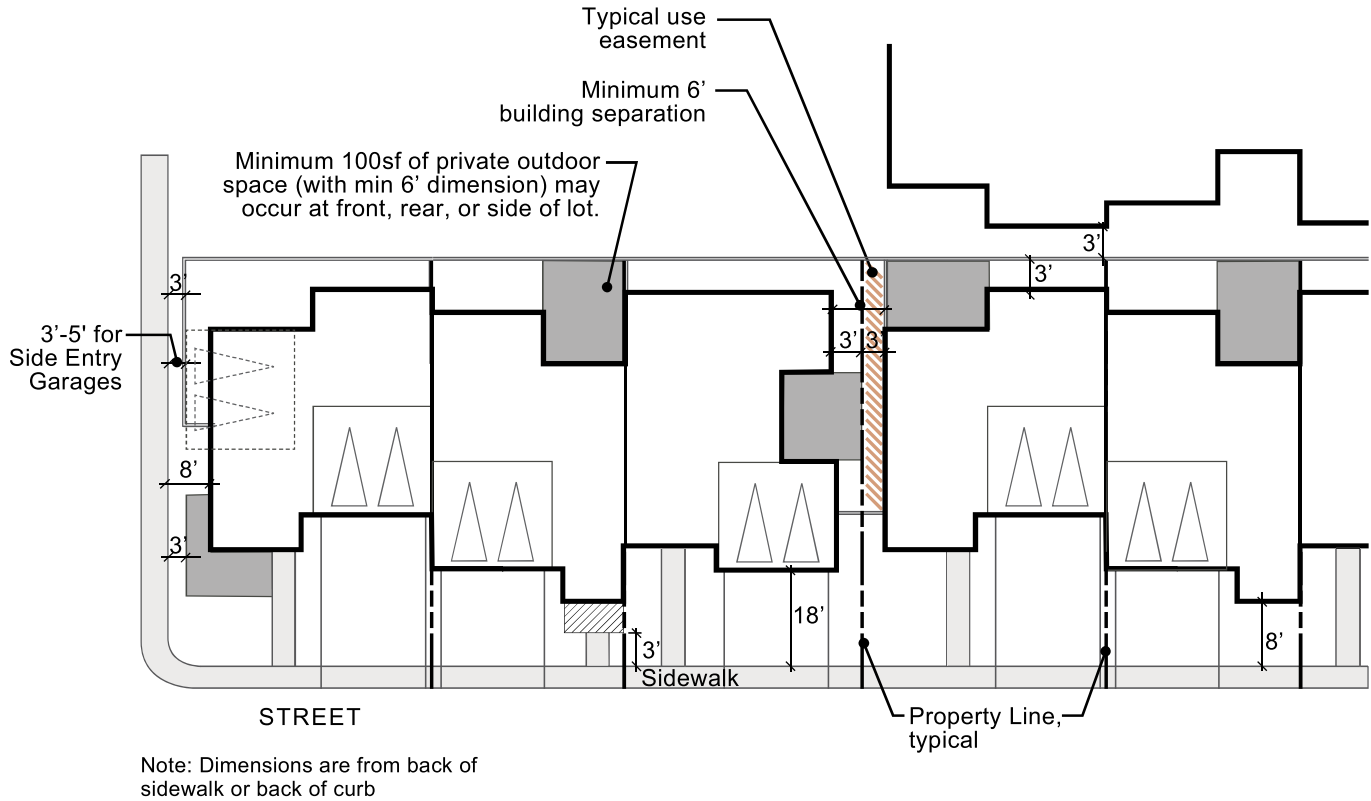 Typical use
easement
Minimum 6’
building separation
Minimum 100sf of private outdoor
space (with min 6’ dimension) may
occur at front, rear, or side of lot.
3’
3’
3’
3’-5' for
Side Entry
Garages
3’ 3’
8’
3’
18’
3’
8’
Sidewalk
STREET
Property Line,
typical
Note: Dimensions are from back of
sidewalk or back of curb